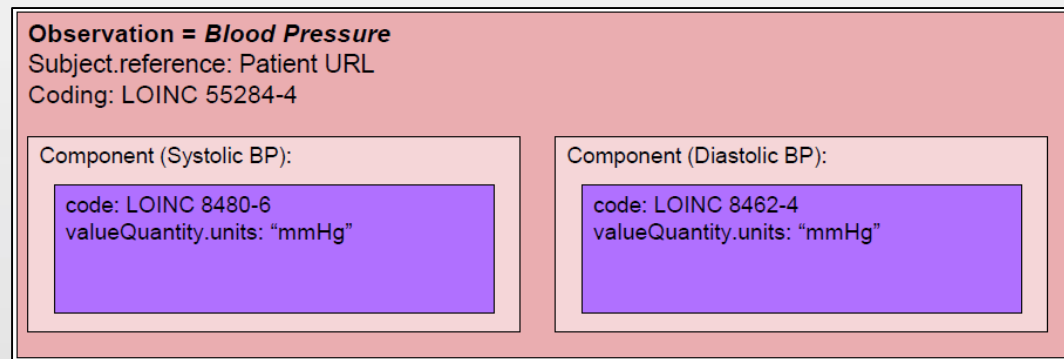 Observation = Blood Pressure
Subject.reference: Patient URL
Coding: LOINC 55284-4
Component (Systolic BP):
code: LOINC 8480-6
valueQuantity.units: “mmHg”
Component (Diastolic BP):
code: LOINC 8462-4
valueQuantity.units: “mmHg”